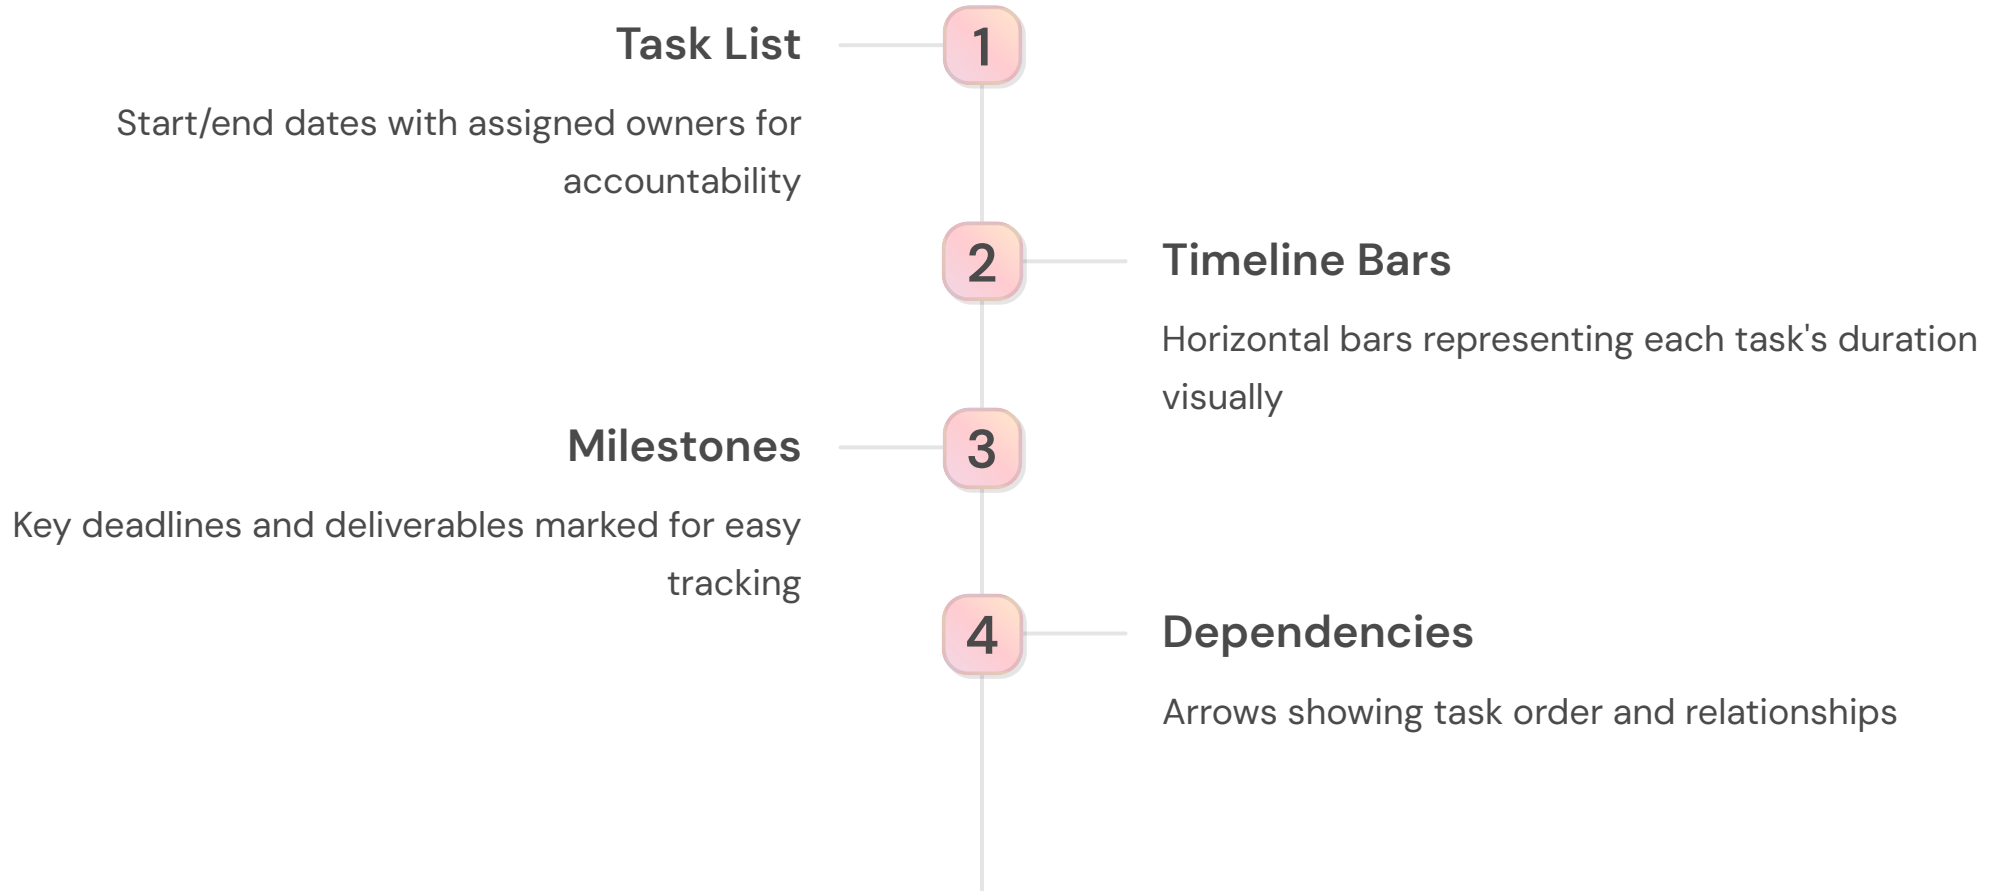 1
Task List
Start/end dates with assigned owners for
accountability
2
Timeline Bars
Horizontal bars representing each task's duration
visually
3
Milestones
Key deadlines and deliverables marked for easy
tracking
4
Dependencies
Arrows showing task order and relationships